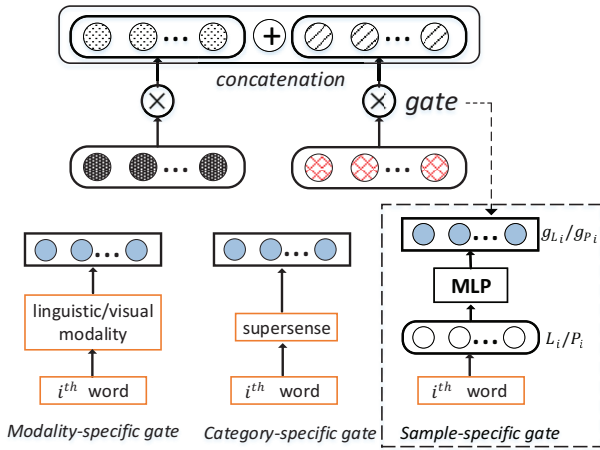 concatenation
gate
g_{L_i}/g_{P_i}
linguistic/visual
modality
MLP
supersense
L_i/P_i
i^{th} word
i^{th} word
i^{th} word
Modality-specific gate
Category-specific gate
Sample-specific gate